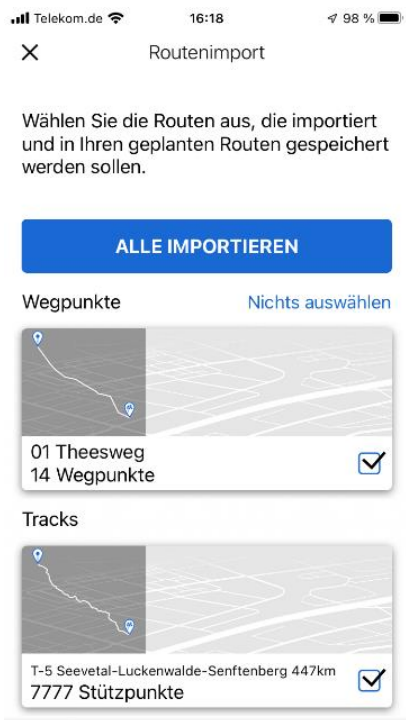 Telekom.de 16:18 98 %
Routenimport
Wählen Sie die Routen aus, die importiert
und in Ihren geplanten Routen gespeichert
werden sollen.
ALLE IMPORTIEREN
Wegpunkte Nichts auswählen
01 Theesweg
14 Wegpunkte
Tracks
T-5 Seevetal-Luckenwalde-Senftenberg 447km
7777 Stützpunkte